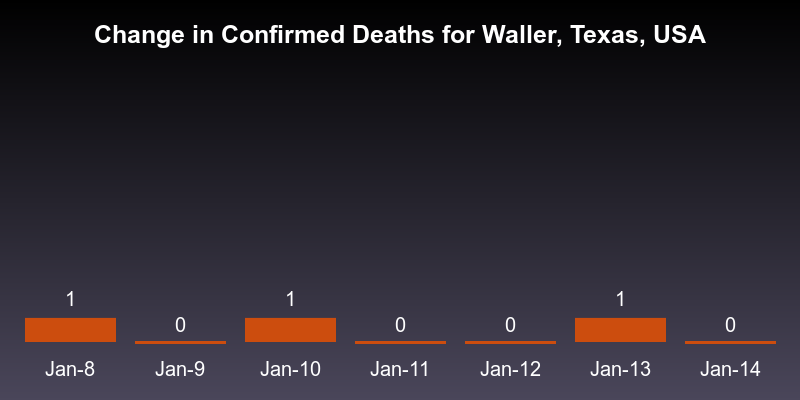 Change in Confirmed Deaths for Waller, Texas, USA
1 0 1 0 0 1 0
Jan-8 Jan-9 Jan-10 Jan-11 Jan-12 Jan-13 Jan-14